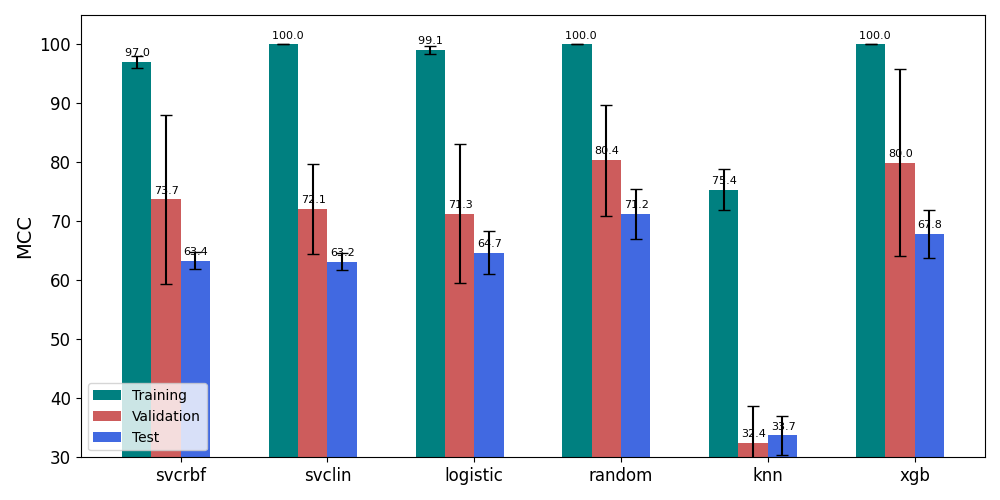 MCC
100
90
80
70
60
50
40
30
97.0
73.7
63.4
100.0
72.1
63.2
99.1
71.3
64.7
100.0
80.4
71.2
75.4
32.4
33.7
100.0
80.0
67.8
Training
Validation
Test
svcrbf
svclin
logistic
random
knn
xgb